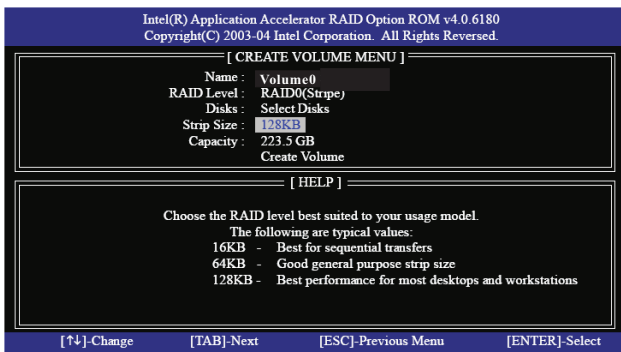 Intel(R) Application Accelerator RAID Option ROM v4.0.6180
Copyright(C) 2003-04 Intel Corporation. All Rights Reversed.
[ CREATE VOLUME MENU ]
Name : Volume0
RAID Level : RAID0(Stripe)
Disks : Select Disks
Strip Size : 128KB
Capacity : 223.5 GB
Create Volume
[ HELP ]
Choose the RAID level best suited to your usage model.
The following are typical values:
16KB - Best for sequential transfers
64KB - Good general purpose strip size
128KB - Best performance for most desktops and workstations
[↑↓]-Change [TAB]-Next [ESC]-Previous Menu [ENTER]-Select